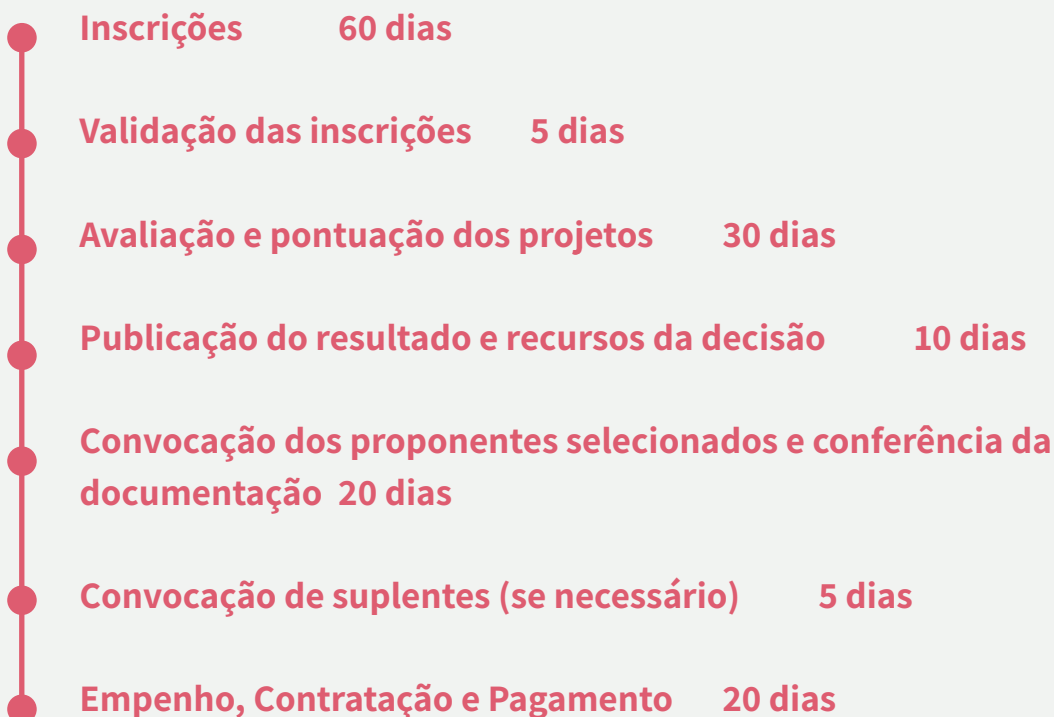 Inscrições 60 dias
Validação das inscrições 5 dias
Avaliação e pontuação dos projetos 30 dias
Publicação do resultado e recursos da decisão 10 dias
Convocação dos proponentes selecionados e conferência da
documentação 20 dias
Convocação de suplentes (se necessário) 5 dias
Empenho, Contratação e Pagamento 20 dias